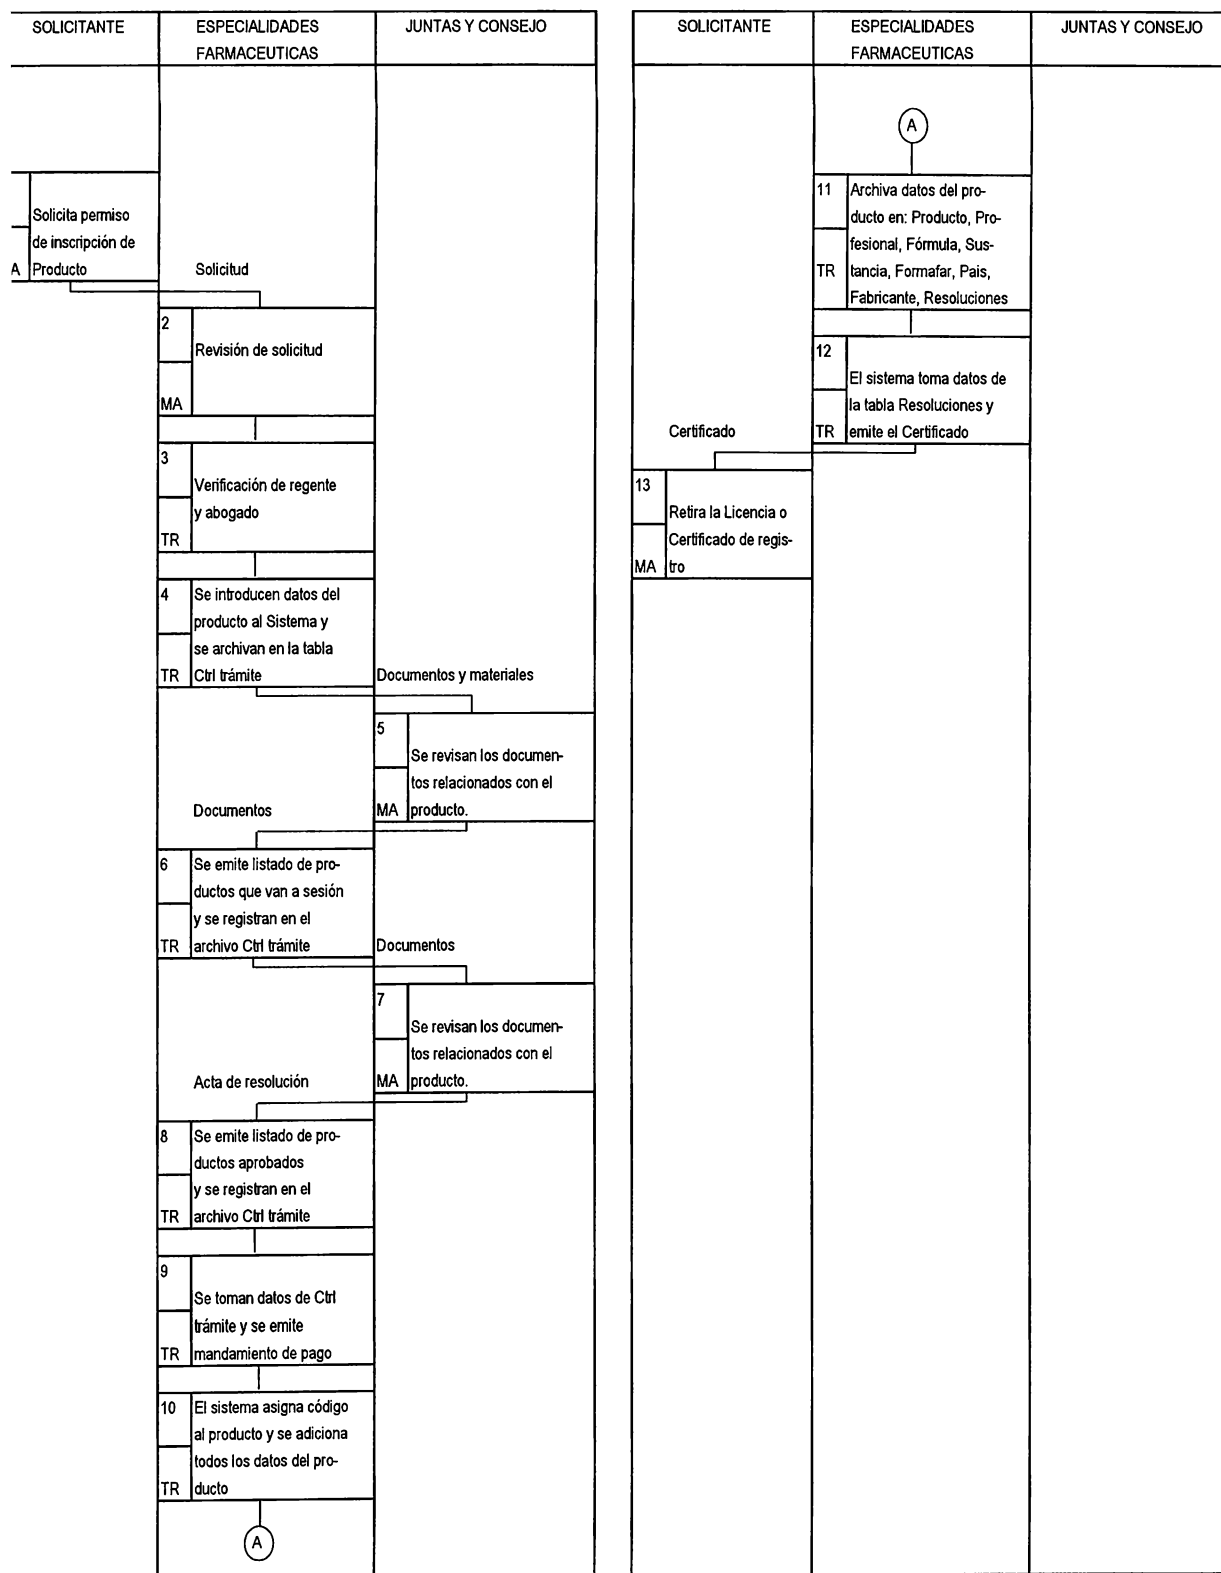 SOLICITANTE
ESPECIALIDADES
FARMACEUTICAS
JUNTAS Y CONSEJO
Solicita permiso
de inscripción de
A Producto
Solicitud
2
Revisión de solicitud
MA
3
Verificación de regente
y abogado
TR
4 Se introducen datos del
producto al Sistema y
se archivan en la tabla
TR Ctrl trámite
Documentos y materiales
5
Se revisan los documen-
tos relacionados con el
MA producto.
Documentos
6 Se emite listado de pro-
ductos que van a sesión
y se registran en el
TR archivo Ctrl trámite
Documentos
7
Se revisan los documen-
tos relacionados con el
MA producto.
Acta de resolución
8 Se emite listado de pro-
ductos aprobados
y se registran en el
TR archivo Ctrl trámite
9
Se toman datos de Ctrl
trámite y se emite
TR mandamiento de pago
10 El sistema asigna código
al producto y se adiciona
todos los datos del pro-
TR ducto
A
SOLICITANTE
ESPECIALIDADES
FARMACEUTICAS
JUNTAS Y CONSEJO
A
11 Archiva datos del pro-
ducto en: Producto, Pro-
fesional, Fórmula, Sus-
TR tancia, Formafar, Pais,
Fabricante, Resoluciones
12
El sistema toma datos de
la tabla Resoluciones y
TR emite el Certificado
Certificado
13
Retira la Licencia o
Certificado de regis-
MA tro